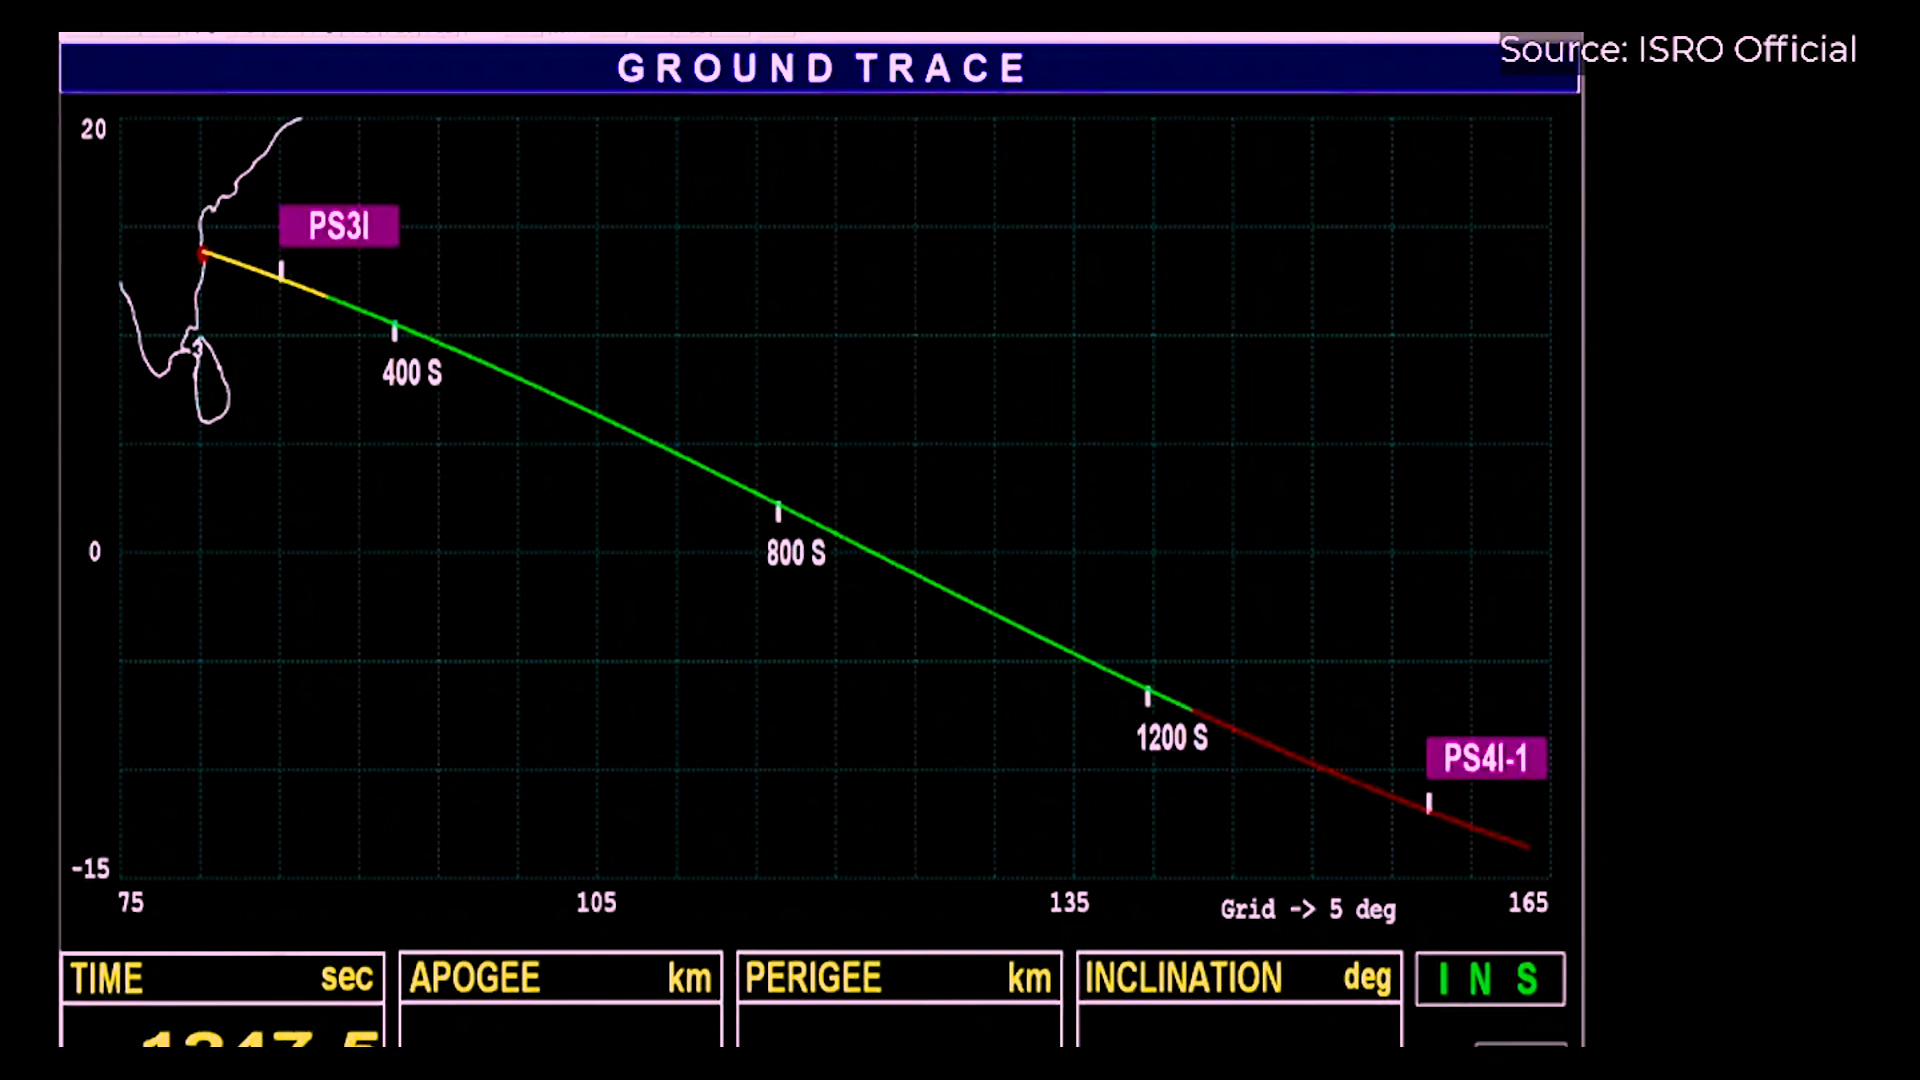 Source: ISRO Official
GROUND TRACE
20
PS3I
400 S
0
800 S
1200 S
PS4I-1
-15
75
105
135
Grid -> 5 deg
165
TIME sec
APOGEE km
PERIGEE km
INCLINATION deg
I N S